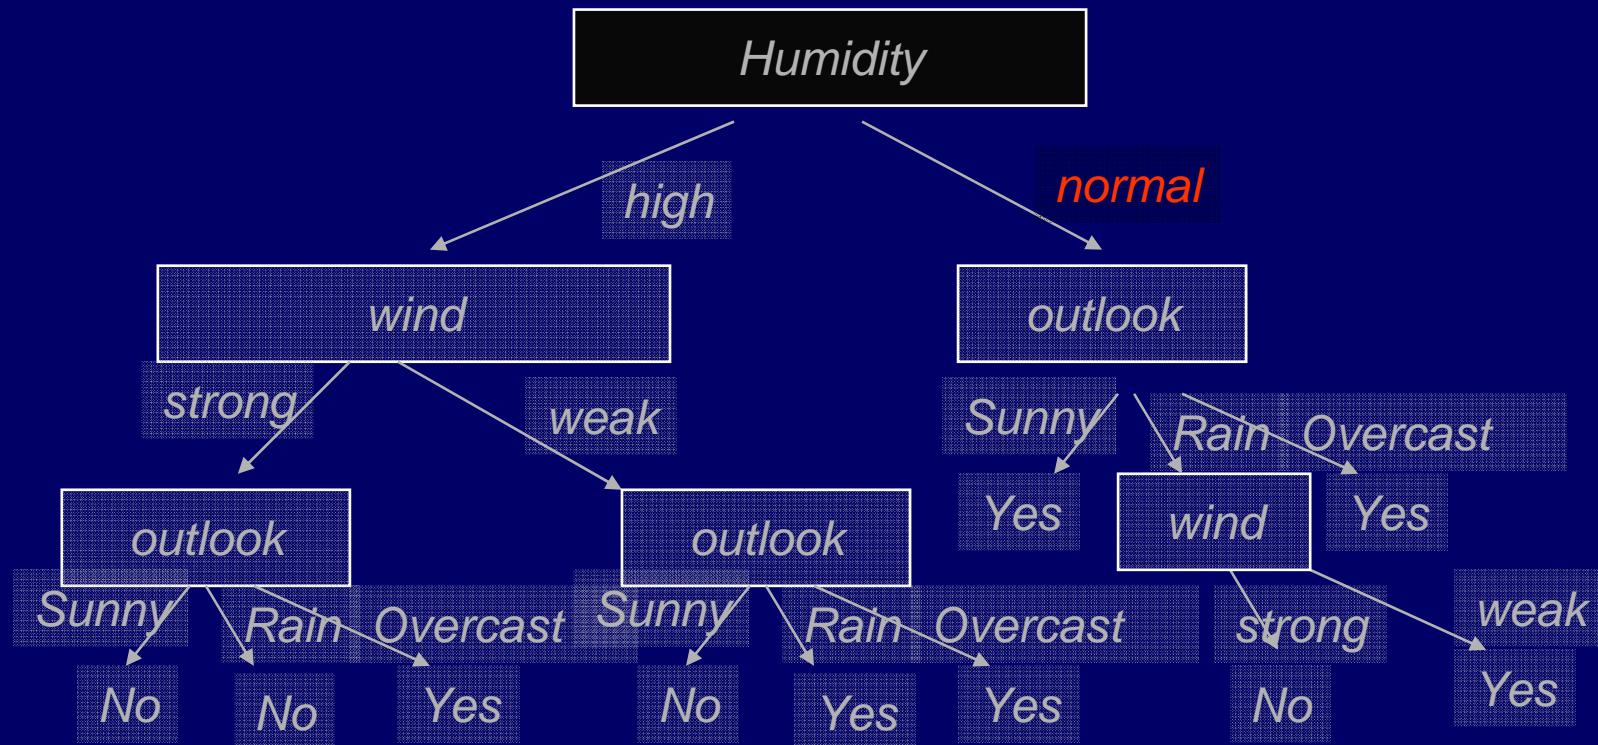 Humidity
high
normal
wind
outlook
strong
weak
Sunny
Rain
Overcast
outlook
outlook
Yes
wind
Yes
Sunny
Rain
Overcast
Sunny
Rain
Overcast
strong
weak
No
No
Yes
No
Yes
Yes
No
Yes